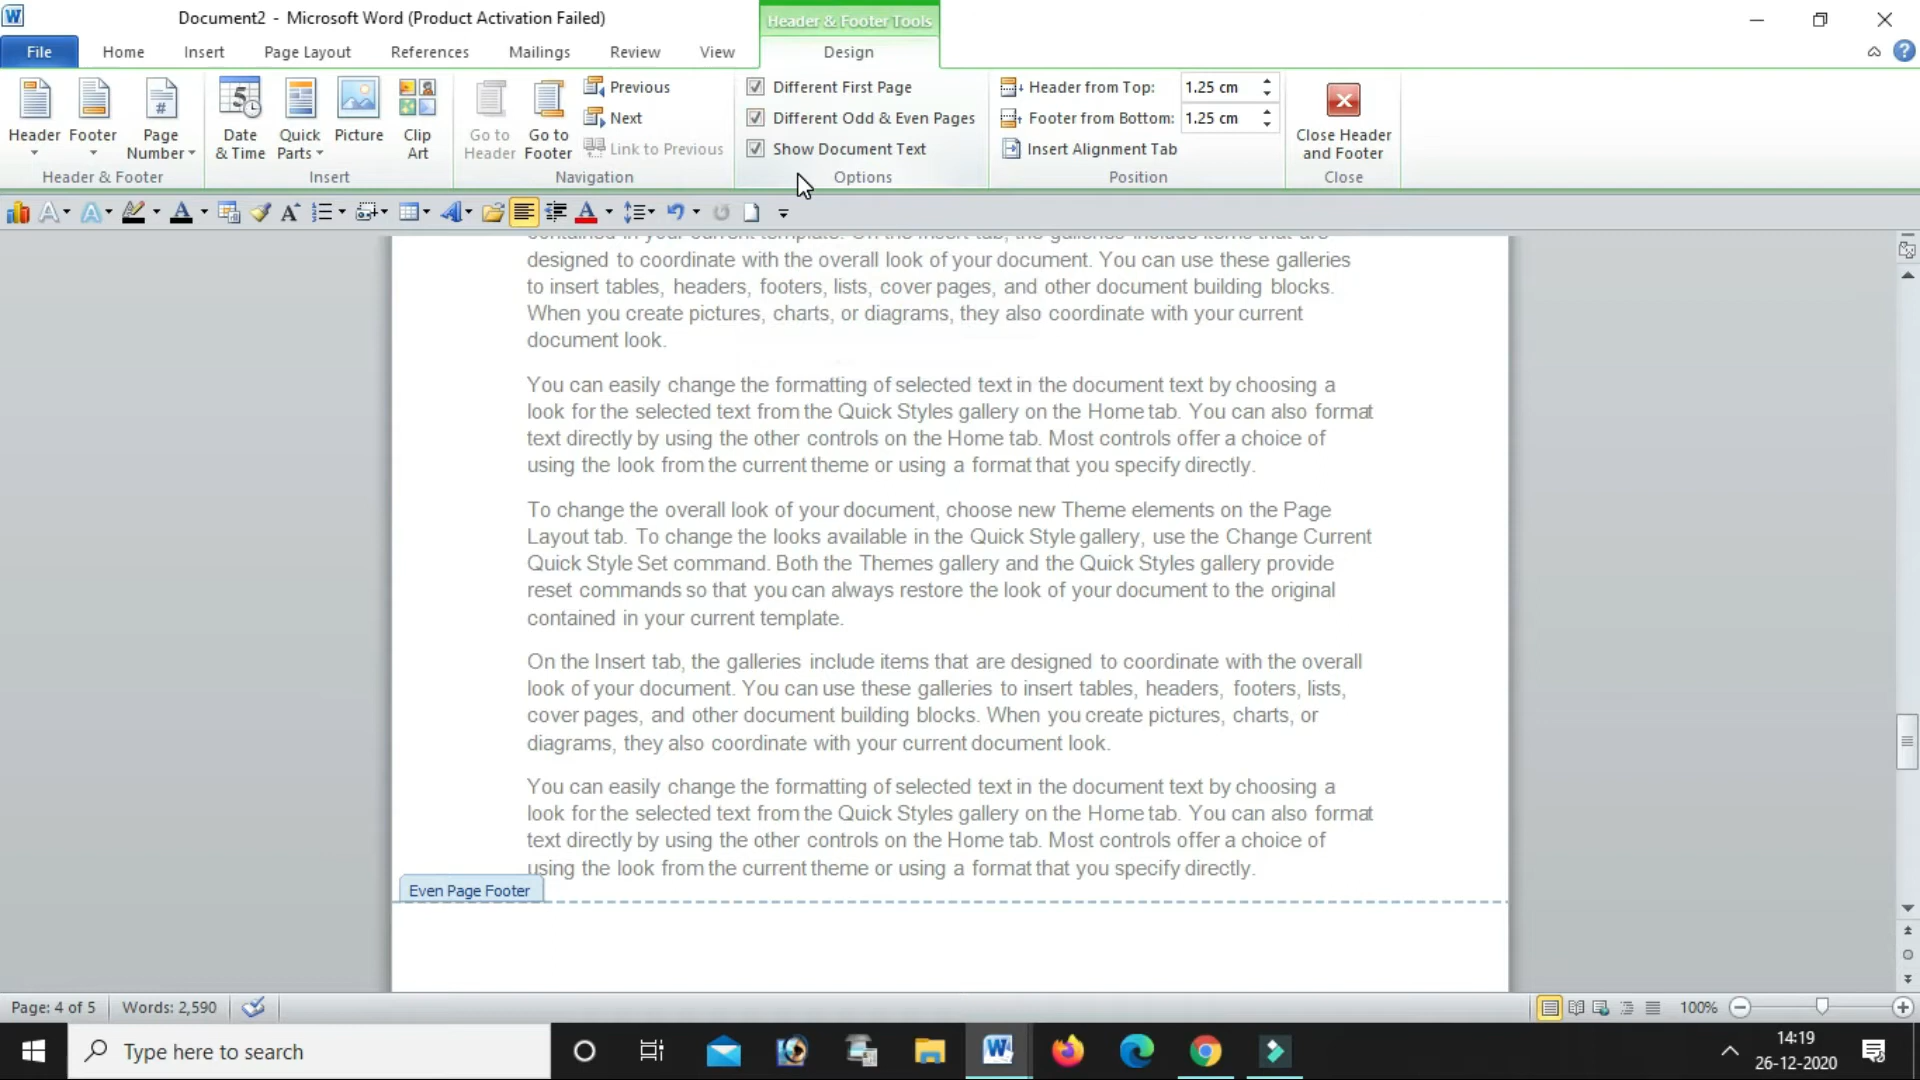 Document2 - Microsoft Word (Product Activation Failed)
Header & Footer Tools
File Home Insert Page Layout References Mailings Review View Design
Header
Footer
Page
Number
Header & Footer
Date
& Time
Quick
Parts
Picture
Clip
Art
Insert
Go to
Header
Go to
Footer
Previous
Next
Link to Previous
Navigation
Different First Page
Different Odd & Even Pages
Show Document Text
Options
Header from Top: 1.25 cm
Footer from Bottom: 1.25 cm
Insert Alignment Tab
Position
Close Header
and Footer
Close
contained in your current template. On the Insert tab, the galleries include items that are
designed to coordinate with the overall look of your document. You can use these galleries
to insert tables, headers, footers, lists, cover pages, and other document building blocks.
When you create pictures, charts, or diagrams, they also coordinate with your current
document look.
You can easily change the formatting of selected text in the document text by choosing a
look for the selected text from the Quick Styles gallery on the Home tab. You can also format
text directly by using the other controls on the Home tab. Most controls offer a choice of
using the look from the current theme or using a format that you specify directly.
To change the overall look of your document, choose new Theme elements on the Page
Layout tab. To change the looks available in the Quick Style gallery, use the Change Current
Quick Style Set command. Both the Themes gallery and the Quick Styles gallery provide
reset commands so that you can always restore the look of your document to the original
contained in your current template.
On the Insert tab, the galleries include items that are designed to coordinate with the overall
look of your document. You can use these galleries to insert tables, headers, footers, lists,
cover pages, and other document building blocks. When you create pictures, charts, or
diagrams, they also coordinate with your current document look.
You can easily change the formatting of selected text in the document text by choosing a
look for the selected text from the Quick Styles gallery on the Home tab. You can also format
text directly by using the other controls on the Home tab. Most controls offer a choice of
using the look from the current theme or using a format that you specify directly.
Even Page Footer
Page: 4 of 5 Words: 2,590 100%
Type here to search
14:19
26-12-2020